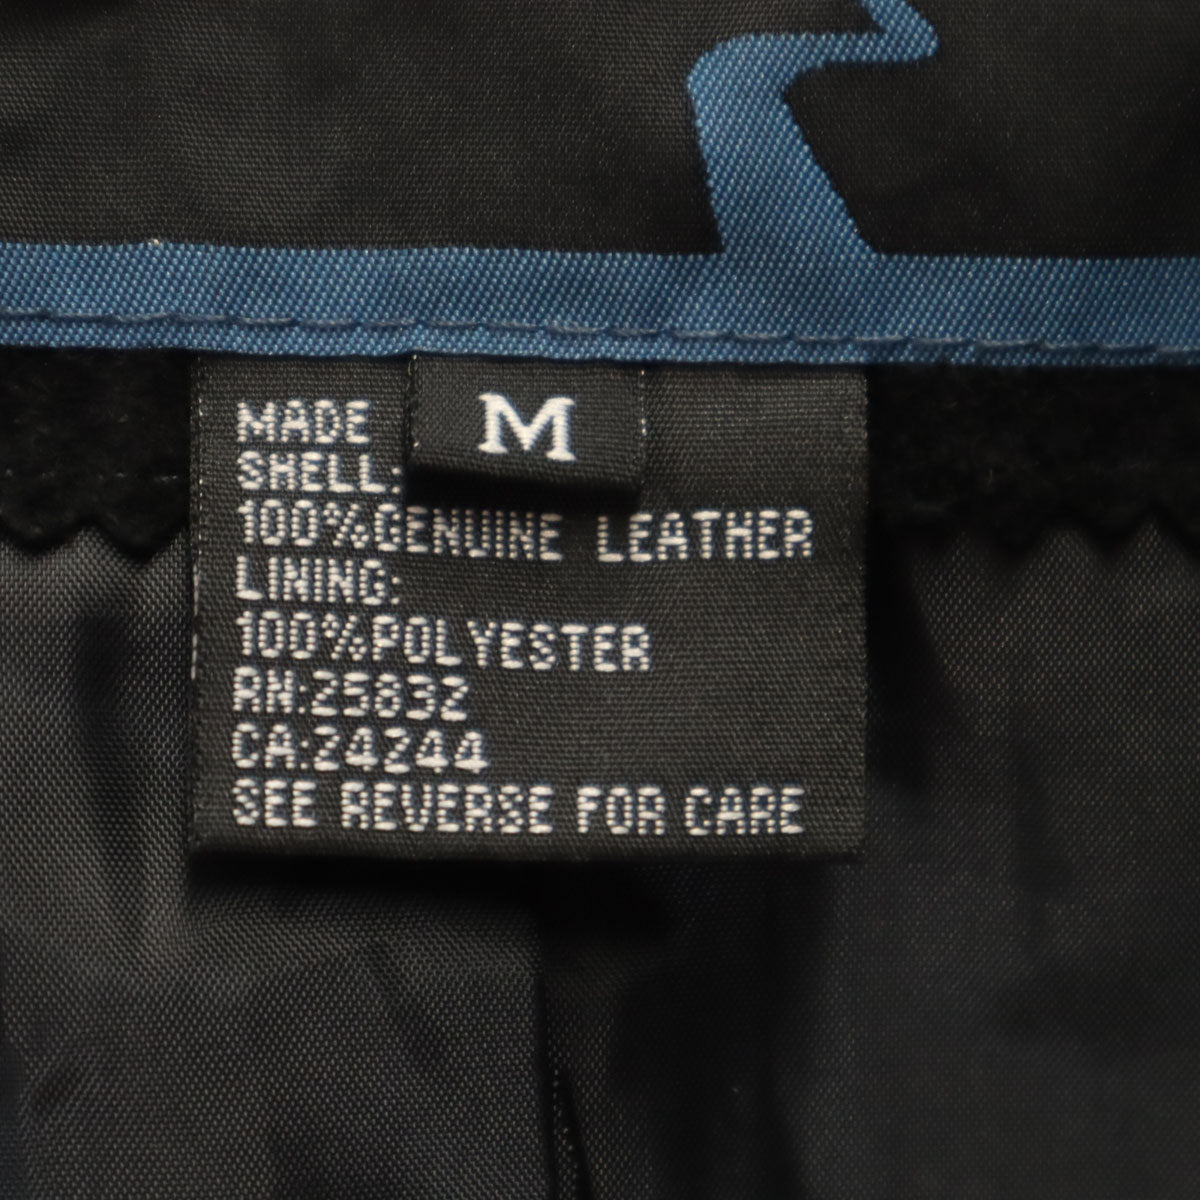 M
MADE
SHELL:
100%GENUINE LEATHER
LINING:
100%POLYESTER
RN:25832
CA:24244
SEE REVERSE FOR CARE